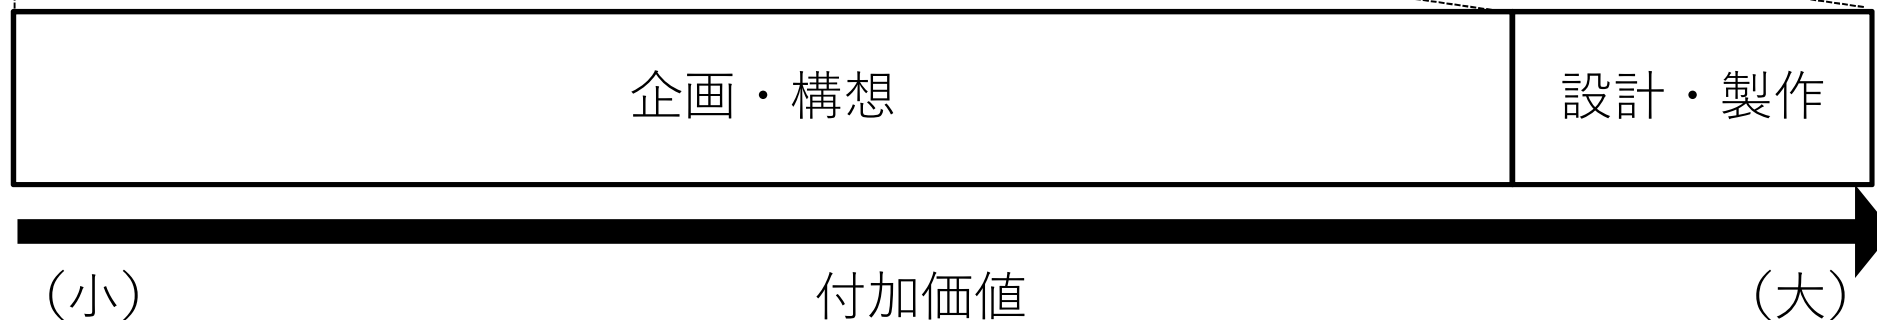 企画・構想 設計・製作
（小） 付加価値 （大）